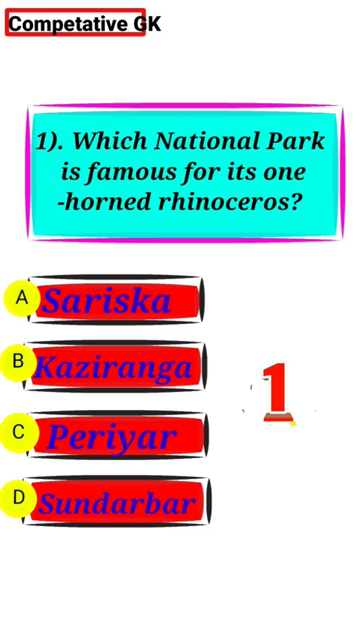 Competative GK
1). Which National Park
is famous for its one
-horned rhinoceros?
A Sariska
B Kaziranga
C Periyar
D Sundarbar
1